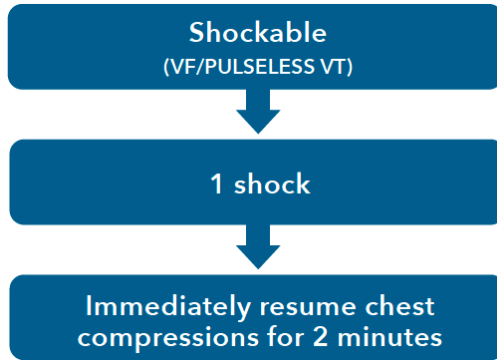 Shockable
(VF/PULSELESS VT)
1 shock
Immediately resume chest
compressions for 2 minutes